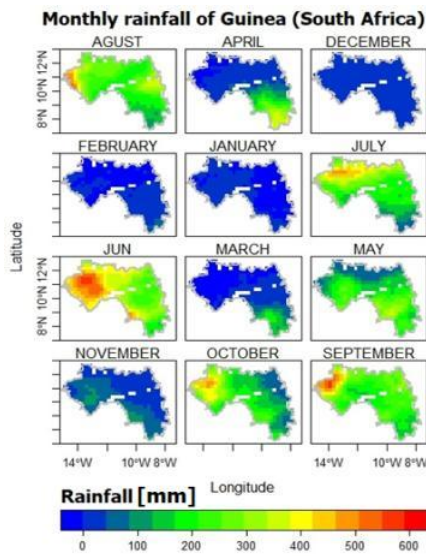 Monthly rainfall of Guinea (South Africa)
AGUST APRIL DECEMBER
8°N 10°N 12°N
FEBRUARY JANUARY JULY
Latitude
JUN MARCH MAY
8°N 10°N 12°N
NOVEMBER OCTOBER SEPTEMBER
14°W 10°W 8°W 14°W 10°W 8°W
Longitude
Rainfall [mm]
0 100 200 300 400 500 600